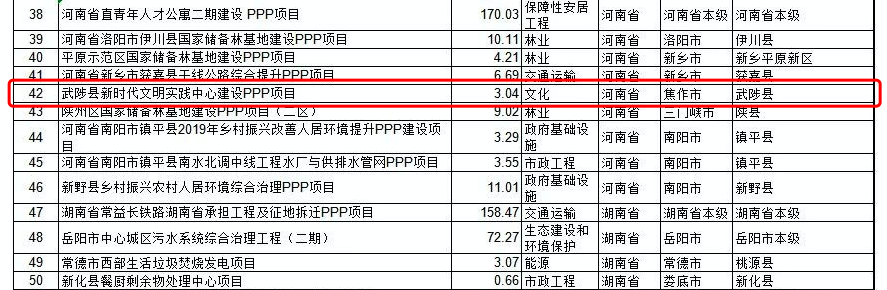 38 河南省直青年人才公寓二期建设 PPP项目 170.03 保障性安居工程 河南省 河南省本级 河南省本级
39 河南省洛阳市伊川县国家储备林基地建设PPP项目 10.11 林业 河南省 洛阳市 伊川县
40 平原示范区国家储备林基地建设PPP项目 4.21 林业 河南省 新乡市 新乡平原新区
41 河南省新乡市获嘉县干线公路综合提升PPP项目 6.69 交通运输 河南省 新乡市 获嘉县
42 武陟县新时代文明实践中心建设PPP项目 3.04 文化 河南省 焦作市 武陟县
43 陕州区国家储备林基地建设PPP项目（二区） 9.02 林业 河南省 三门峡市 陕县
44 河南省南阳市镇平县2019年乡村振兴改善人居环境提升PPP建设项目 3.29 政府基础设施 河南省 南阳市 镇平县
45 河南省南阳市镇平县南水北调中线工程水厂与供排水管网PPP项目 3.55 市政工程 河南省 南阳市 镇平县
46 新野县乡村振兴农村人居环境综合治理PPP项目 11.01 政府基础设施 河南省 南阳市 新野县
47 湖南省常益长铁路湖南省承担工程及征地拆迁PPP项目 158.47 交通运输 湖南省 湖南省本级 湖南省本级
48 岳阳市中心城区污水系统综合治理工程（二期） 72.27 生态建设和环境保护 湖南省 岳阳市 岳阳市本级
49 常德市西部生活垃圾焚烧发电项目 3.07 能源 湖南省 常德市 桃源县
50 新化县餐厨剩余物处理中心项目 0.66 市政工程 湖南省 娄底市 新化县